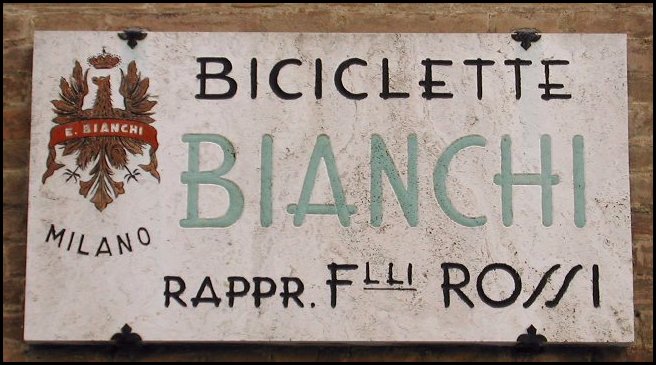 BICICLETTE
E. BIANCHI
BIANCHI
MILANO
RAPPR. FLLI ROSSI